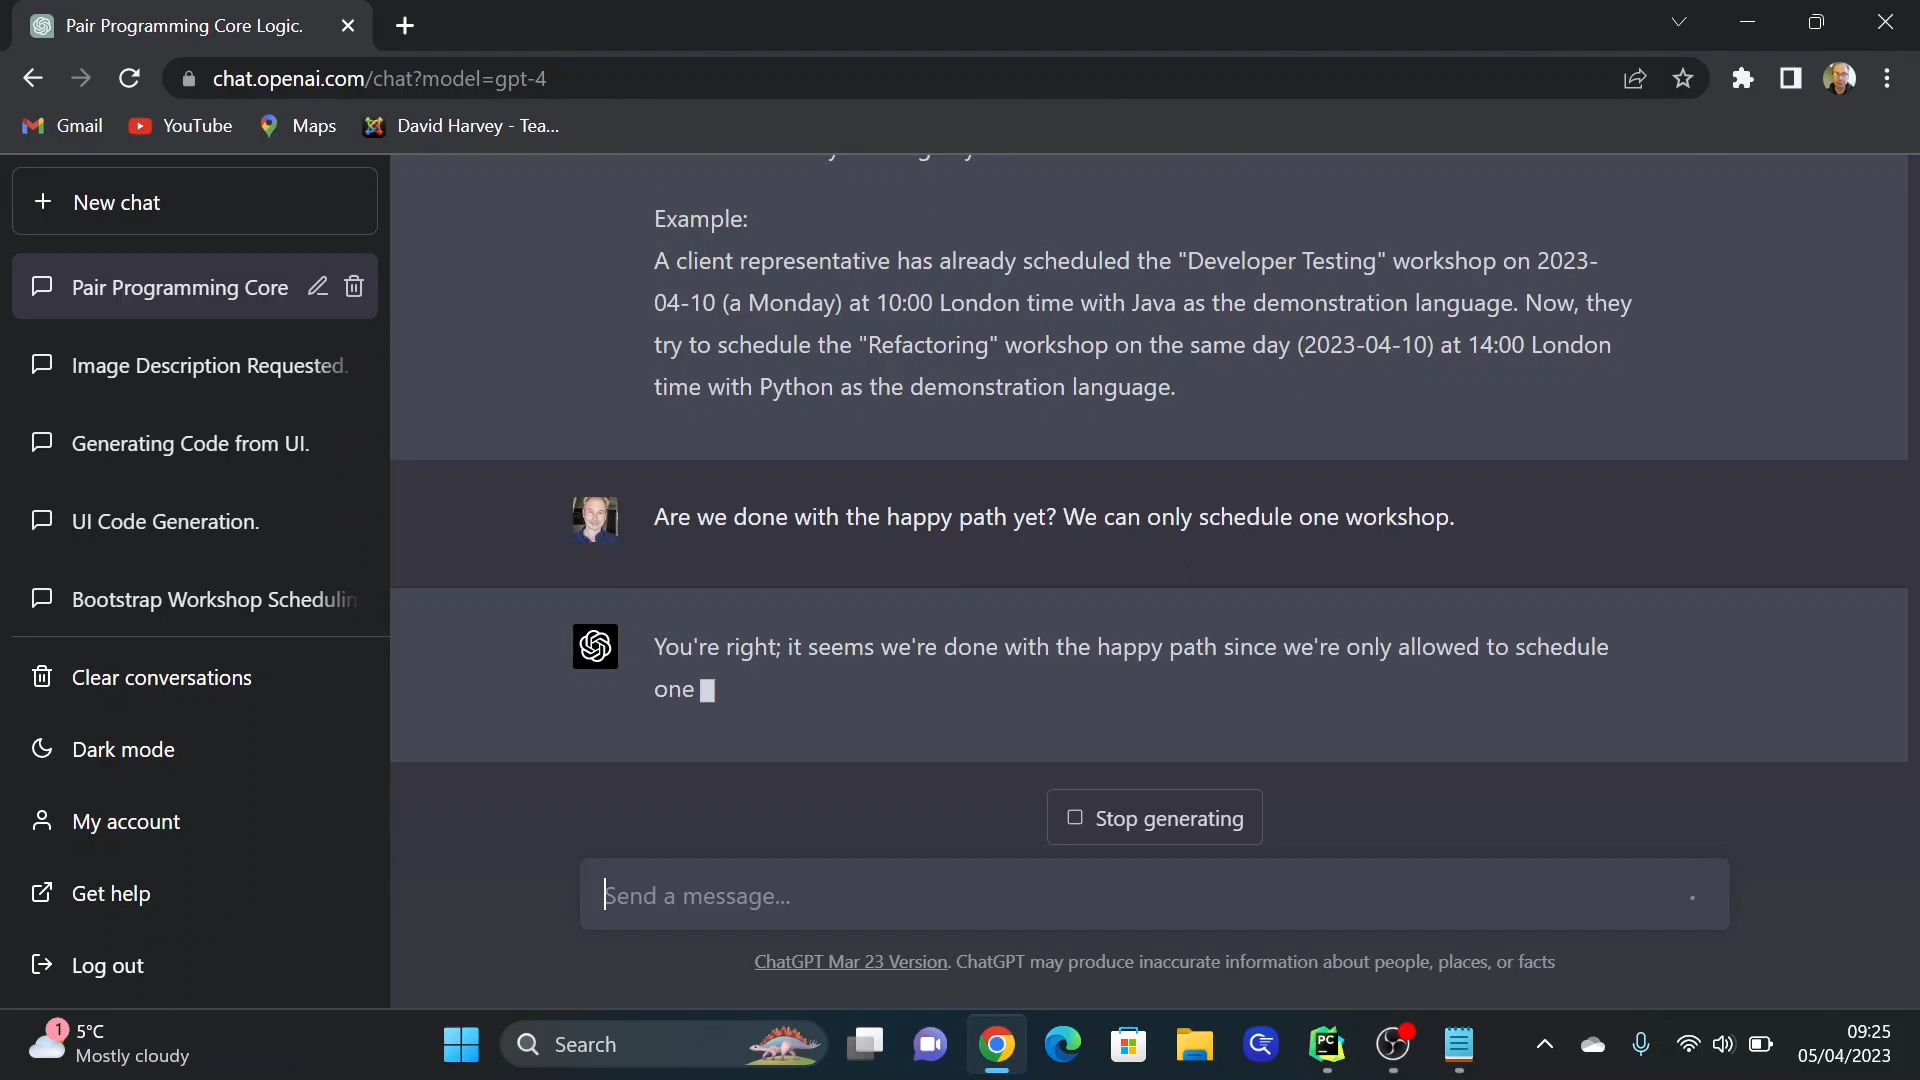 Pair Programming Core Logic.
chat.openai.com/chat?model=gpt-4
Gmail
YouTube
Maps
David Harvey - Tea...
New chat
Pair Programming Core
Image Description Requested.
Generating Code from UI.
UI Code Generation.
Bootstrap Workshop Schedulin
Clear conversations
Dark mode
My account
Get help
Log out
Example:
A client representative has already scheduled the "Developer Testing" workshop on 2023-
04-10 (a Monday) at 10:00 London time with Java as the demonstration language. Now, they
try to schedule the "Refactoring" workshop on the same day (2023-04-10) at 14:00 London
time with Python as the demonstration language.
Are we done with the happy path yet? We can only schedule one workshop.
You're right; it seems we're done with the happy path since we're only allowed to schedule
one
Stop generating
Send a message...
ChatGPT Mar 23 Version. ChatGPT may produce inaccurate information about people, places, or facts
1
5°C
Mostly cloudy
Search
PC
09:25
05/04/2023